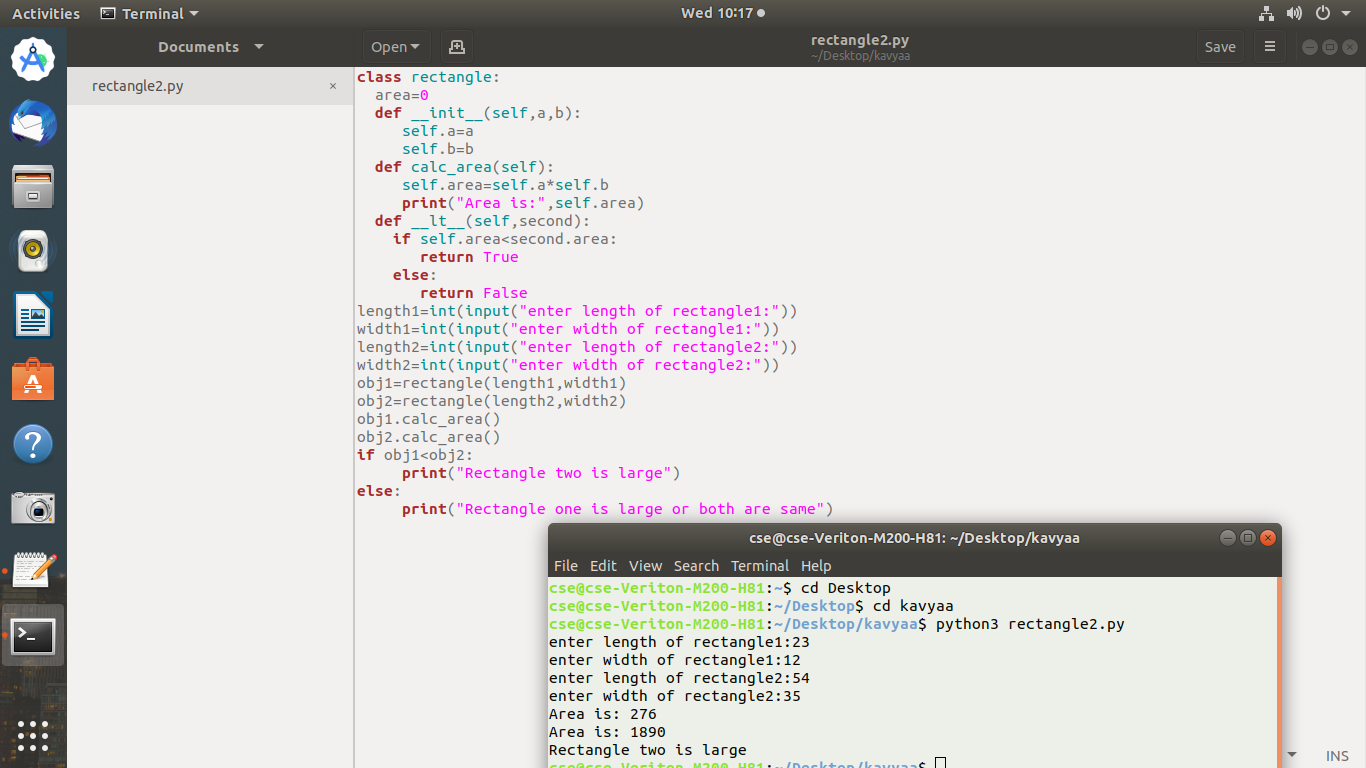 Activities Terminal Wed 10:17
Documents Open rectangle2.py Save
~/Desktop/kavyaa
rectangle2.py ×
class rectangle:
  area=0
  def __init__(self,a,b):
     self.a=a
     self.b=b
  def calc_area(self):
     self.area=self.a*self.b
     print("Area is:",self.area)
  def __lt__(self,second):
    if self.area<second.area:
       return True
    else:
       return False
length1=int(input("enter length of rectangle1:"))
width1=int(input("enter width of rectangle1:"))
length2=int(input("enter length of rectangle2:"))
width2=int(input("enter width of rectangle2:"))
obj1=rectangle(length1,width1)
obj2=rectangle(length2,width2)
obj1.calc_area()
obj2.calc_area()
if obj1<obj2:
     print("Rectangle two is large")
else:
     print("Rectangle one is large or both are same")
cse@cse-Veriton-M200-H81: ~/Desktop/kavyaa
File Edit View Search Terminal Help
cse@cse-Veriton-M200-H81:~$ cd Desktop
cse@cse-Veriton-M200-H81:~/Desktop$ cd kavyaa
cse@cse-Veriton-M200-H81:~/Desktop/kavyaa$ python3 rectangle2.py
enter length of rectangle1:23
enter width of rectangle1:12
enter length of rectangle2:54
enter width of rectangle2:35
Area is: 276
Area is: 1890
Rectangle two is large
cse@cse-Veriton-M200-H81:~/Desktop/kavyaa$
INS